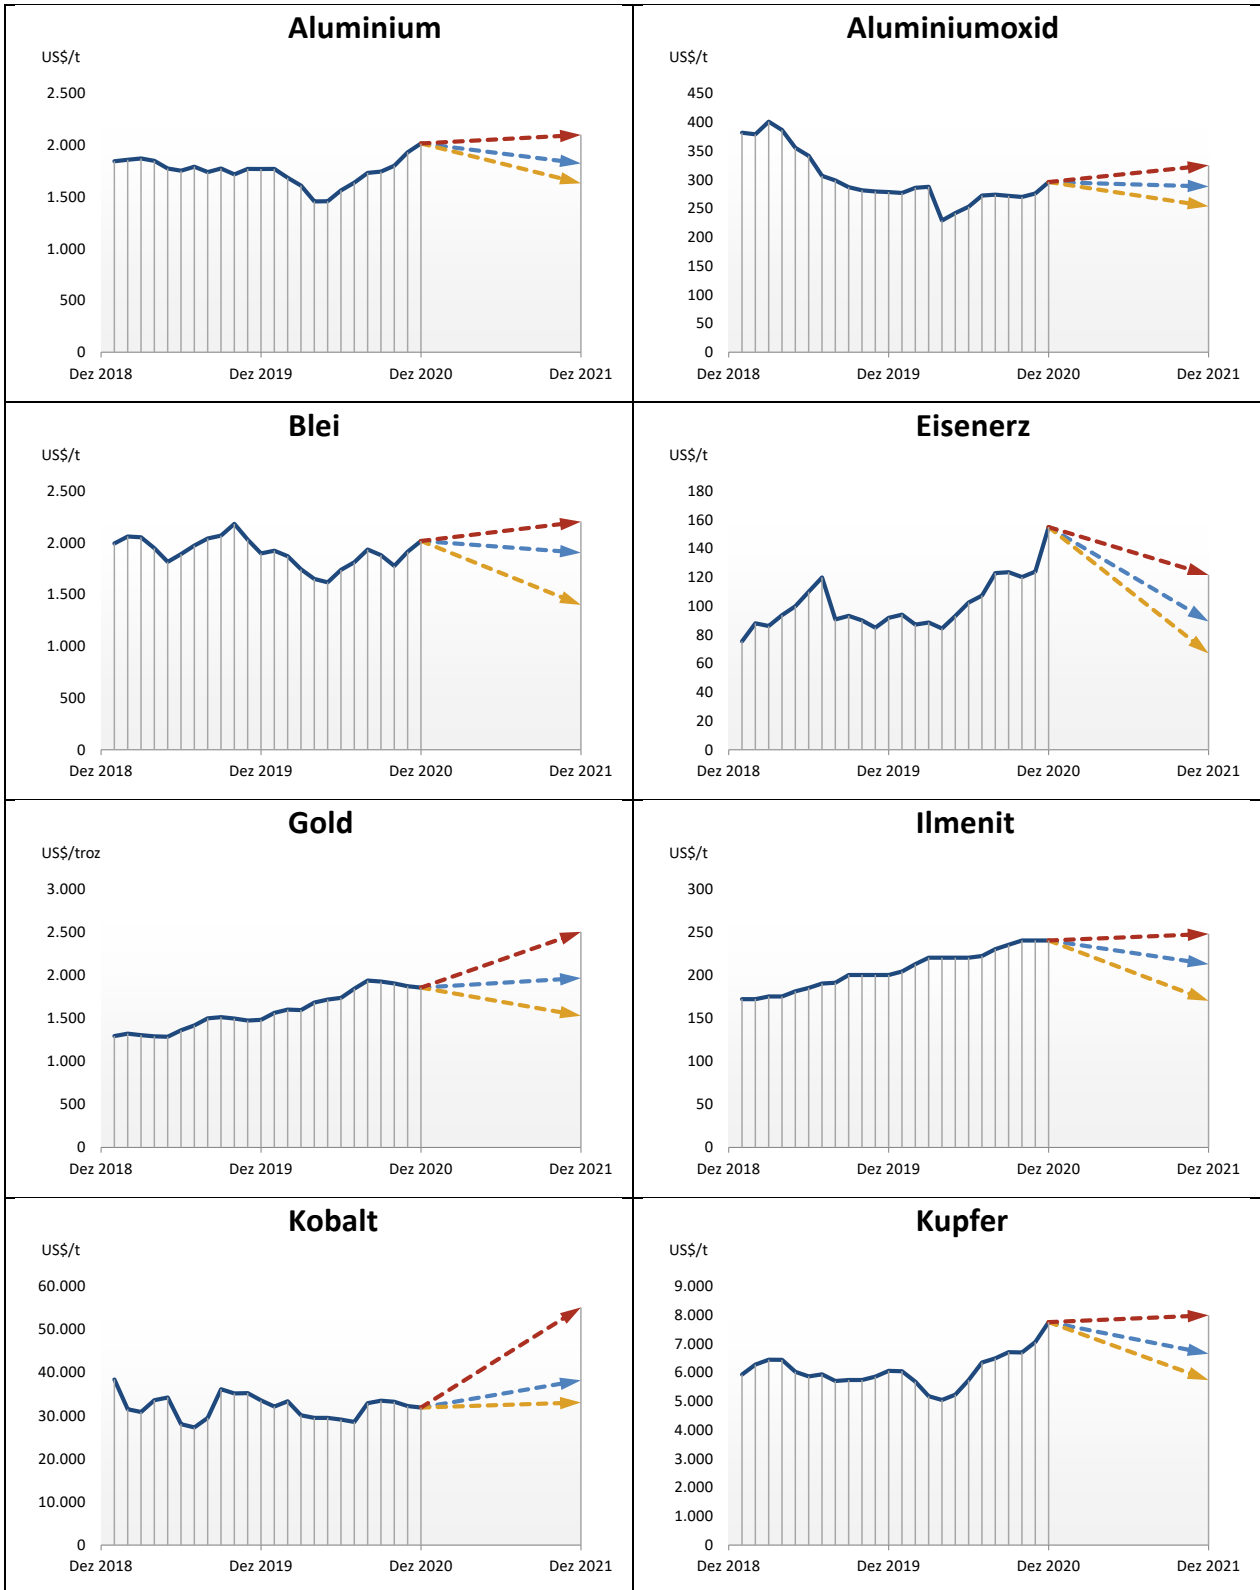 Aluminium
US$/t
2.500
2.000
1.500
1.000
500
0
Dez 2018 Dez 2019 Dez 2020 Dez 2021
Aluminiumoxid
US$/t
450
400
350
300
250
200
150
100
50
0
Dez 2018 Dez 2019 Dez 2020 Dez 2021
Blei
US$/t
2.500
2.000
1.500
1.000
500
0
Dez 2018 Dez 2019 Dez 2020 Dez 2021
Eisenerz
US$/t
180
160
140
120
100
80
60
40
20
0
Dez 2018 Dez 2019 Dez 2020 Dez 2021
Gold
US$/troz
3.000
2.500
2.000
1.500
1.000
500
0
Dez 2018 Dez 2019 Dez 2020 Dez 2021
Ilmenit
US$/t
300
250
200
150
100
50
0
Dez 2018 Dez 2019 Dez 2020 Dez 2021
Kobalt
US$/t
60.000
50.000
40.000
30.000
20.000
10.000
0
Dez 2018 Dez 2019 Dez 2020 Dez 2021
Kupfer
US$/t
9.000
8.000
7.000
6.000
5.000
4.000
3.000
2.000
1.000
0
Dez 2018 Dez 2019 Dez 2020 Dez 2021